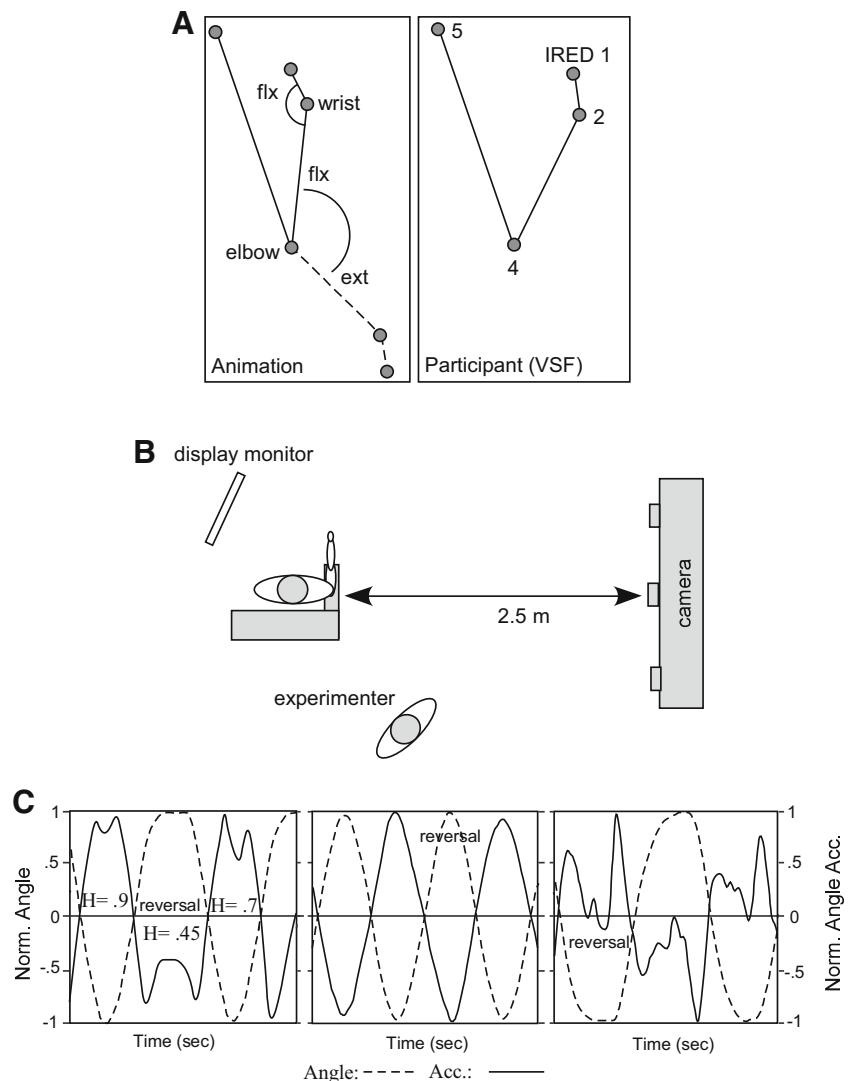 A
flx
wrist
flx
elbow
ext
Animation
5
IRED 1
2
4
Participant (VSF)
B
display monitor
2.5 m
camera
experimenter
C
Norm. Angle
1
.5
0
-.5
-1
H= .9
reversal
H= .7
H= .45
Time (sec)
reversal
Time (sec)
reversal
Time (sec)
1
.5
0
-.5
-1
Norm. Angle Acc.
Angle: Acc.: